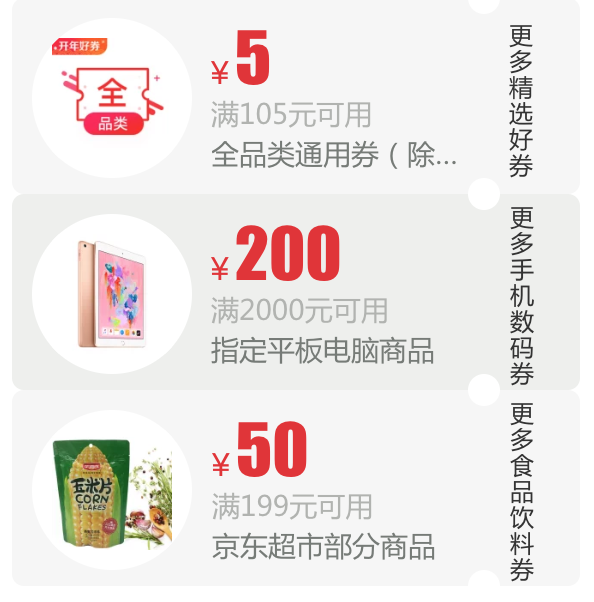 开年好券
全
品类
¥5
满105元可用
全品类通用券（除...
更多精选好券
¥200
满2000元可用
指定平板电脑商品
更多手机数码券
玉米片
CORN
FLAKES
¥50
满199元可用
京东超市部分商品
更多食品饮料券